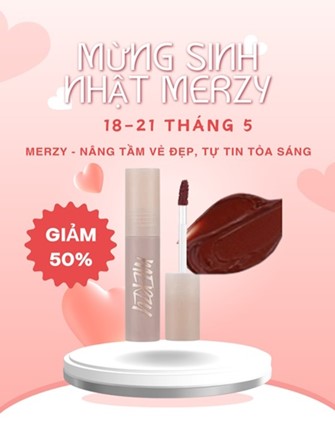 MỪNG SINH
NHẬT MERZY
18-21 THÁNG 5
MERZY - NÂNG TẦM VẺ ĐẸP, TỰ TIN TỎA SÁNG
GIẢM
50%
MERZY